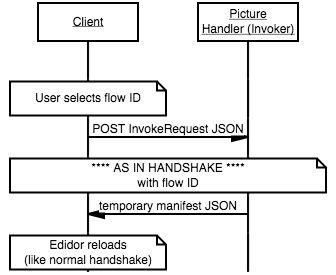 Client
Picture
Handler (Invoker)
User selects flow ID
POST InvokeRequest JSON
**** AS IN HANDSHAKE ****
with flow ID
temporary manifest JSON
Edidor reloads
(like normal handshake)